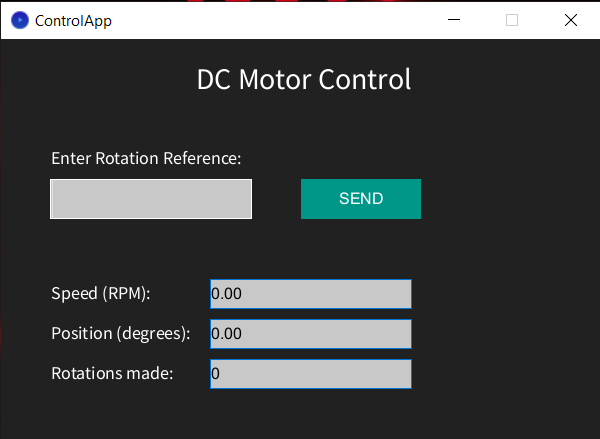 ControlApp
DC Motor Control
Enter Rotation Reference:
SEND
Speed (RPM): 0.00
Position (degrees): 0.00
Rotations made: 0